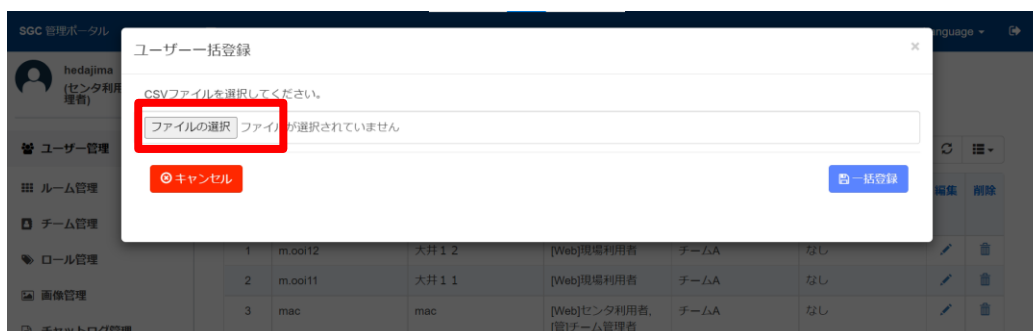 SGC 管理ポータル
anguage
hedajima
(センタ利用
理者)
ユーザー一括登録
×
CSVファイルを選択してください。
ファイルの選択 ファイルが選択されていません
キャンセル
一括登録
ユーザー管理
ルーム管理
チーム管理
ロール管理
画像管理
チャットログ管理
編集 削除
1 m.ooi12 大井12 [Web]現場利用者 チームA なし
2 m.ooi11 大井11 [Web]現場利用者 チームA なし
3 mac mac [Web]センタ利用者, チームA なし
[管]チーム管理者